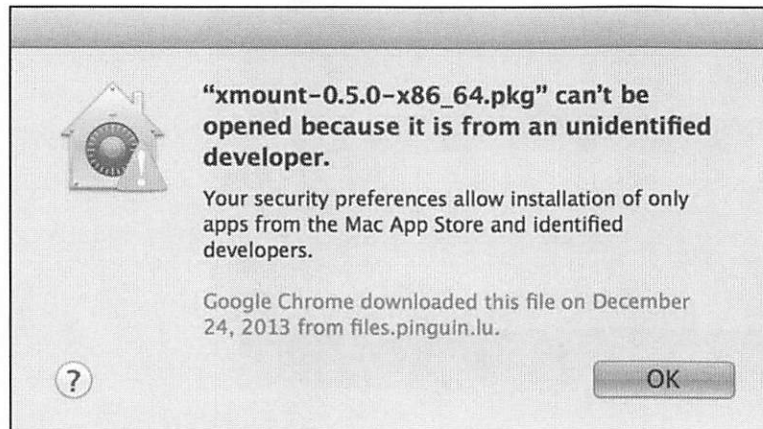 "xmount-0.5.0-x86_64.pkg" can't be
opened because it is from an unidentified
developer.
Your security preferences allow installation of only
apps from the Mac App Store and identified
developers.
Google Chrome downloaded this file on December
24, 2013 from files.pinguin.lu.
?
OK